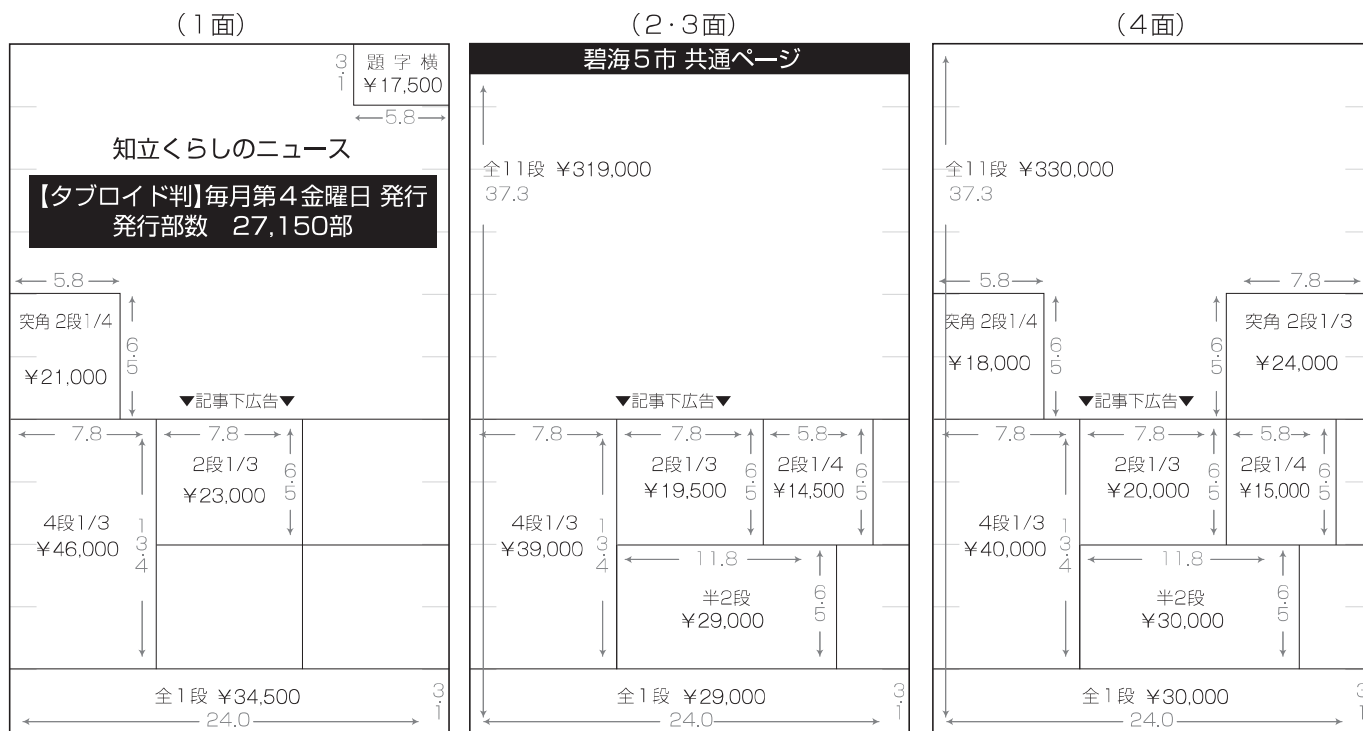 (1面)
題字横
¥17,500
3.1
5.8
知立くらしのニュース
【タブロイド判】毎月第4金曜日 発行
発行部数　27,150部
5.8
突角 2段1/4
¥21,000
6.5
▼記事下広告▼
7.8
4段1/3
¥46,000
13.4
7.8
2段1/3
¥23,000
6.5
全1段 ¥34,500
24.0
3.1
(2・3面)
碧海5市 共通ページ
全11段 ¥319,000
37.3
▼記事下広告▼
7.8
4段1/3
¥39,000
13.4
7.8
2段1/3
¥19,500
6.5
5.8
2段1/4
¥14,500
6.5
11.8
半2段
¥29,000
6.5
全1段 ¥29,000
24.0
3.1
(4面)
全11段 ¥330,000
37.3
5.8
突角 2段1/4
¥18,000
6.5
7.8
突角 2段1/3
¥24,000
6.5
▼記事下広告▼
7.8
4段1/3
¥40,000
13.4
7.8
2段1/3
¥20,000
6.5
5.8
2段1/4
¥15,000
6.5
11.8
半2段
¥30,000
6.5
全1段 ¥30,000
24.0
3.1